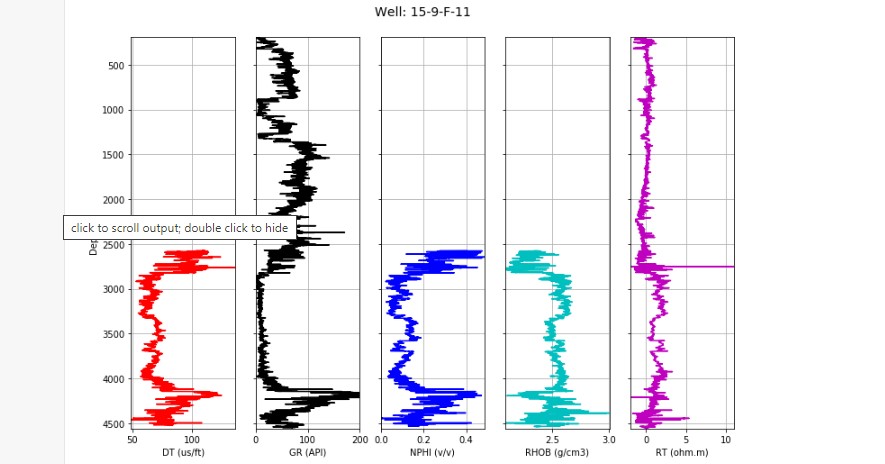 Well: 15-9-F-11
500
1000
1500
2000
click to scroll output; double click to hide
Dep
2500
3000
3500
4000
4500
50 100 0 100 200 0.0 0.2 0.4 2.5 3.0 0 5 10
DT (us/ft) GR (API) NPHI (v/v) RHOB (g/cm3) RT (ohm.m)